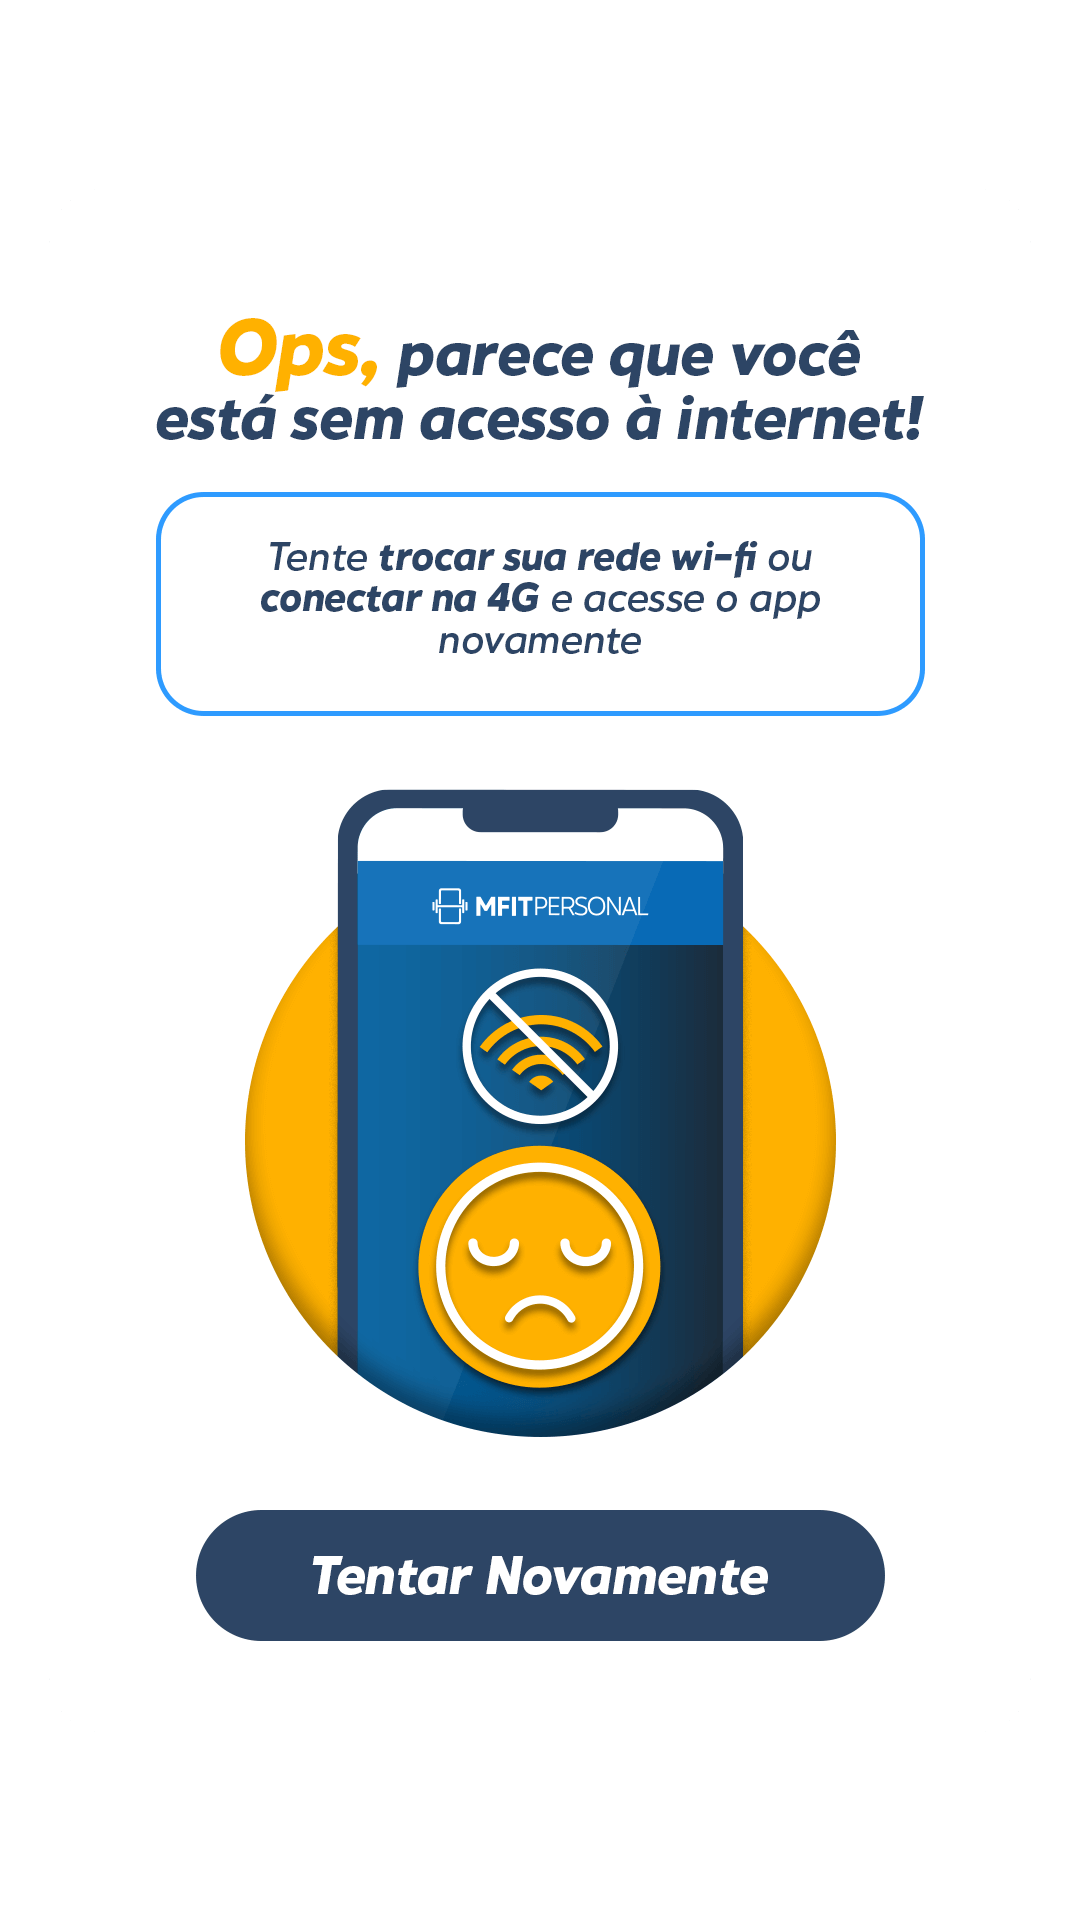 Ops, parece que você
está sem acesso à internet!
Tente trocar sua rede wi-fi ou
conectar na 4G e acesse o app
novamente
MFITPERSONAL
Tentar Novamente